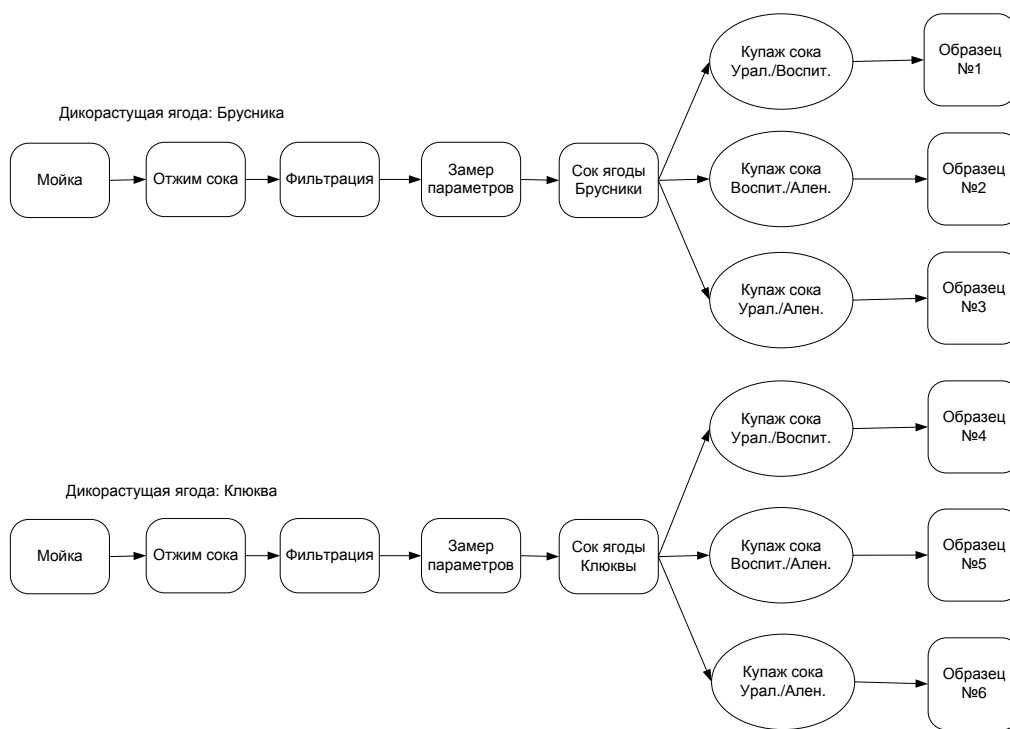 Дикорастущая ягода: Брусника
Мойка
Отжим сока
Фильтрация
Замер
параметров
Сок ягоды
Брусники
Купаж сока
Урал./Воспит.
Образец
№1
Купаж сока
Воспит./Ален.
Образец
№2
Купаж сока
Урал./Ален.
Образец
№3
Дикорастущая ягода: Клюква
Мойка
Отжим сока
Фильтрация
Замер
параметров
Сок ягоды
Клюквы
Купаж сока
Урал./Воспит.
Образец
№4
Купаж сока
Воспит./Ален.
Образец
№5
Купаж сока
Урал./Ален.
Образец
№6